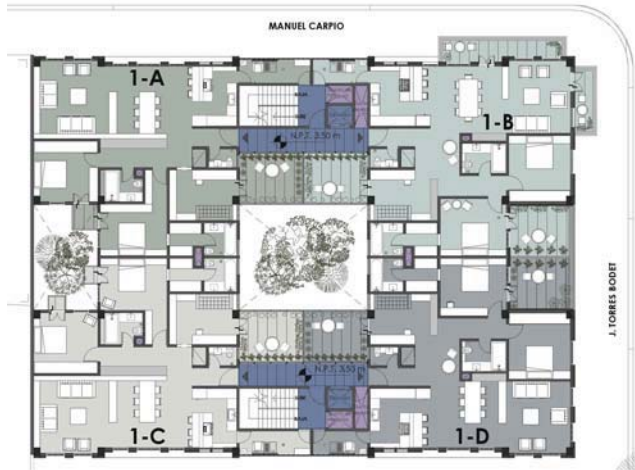 MANUEL CARPIO
1-A
1-B
N.P.T. 3.50 m
J. TORRES BODET
N.P.T. 3.50 m
1-C
1-D